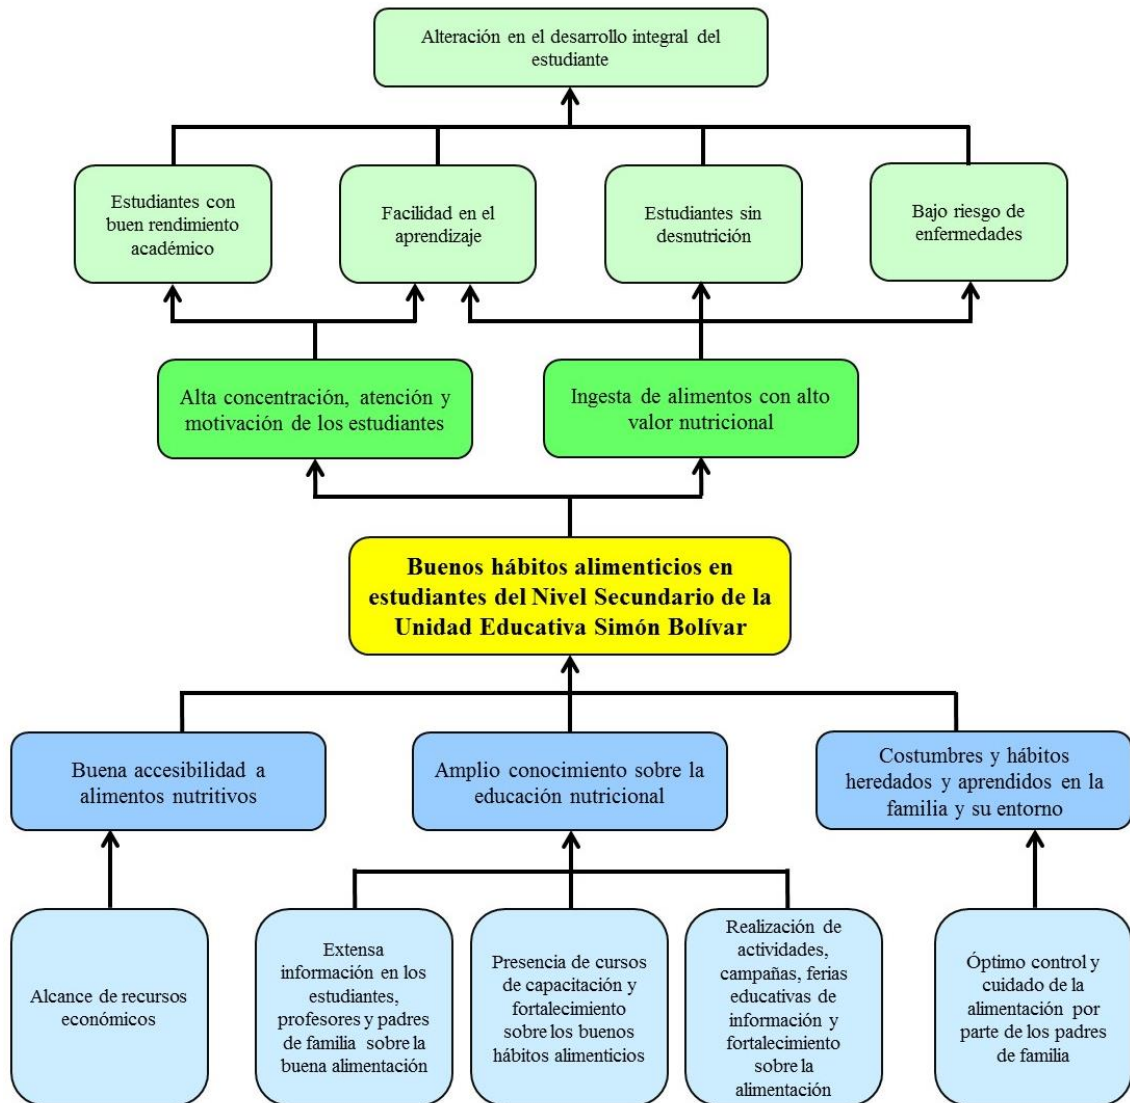 Alteración en el desarrollo integral del
estudiante
Estudiantes con
buen rendimiento
académico
Facilidad en el
aprendizaje
Estudiantes sin
desnutrición
Bajo riesgo de
enfermedades
Alta concentración, atención y
motivación de los estudiantes
Ingesta de alimentos con alto
valor nutricional
Buenos hábitos alimenticios en
estudiantes del Nivel Secundario de la
Unidad Educativa Simón Bolívar
Buena accesibilidad a
alimentos nutritivos
Amplio conocimiento sobre la
educación nutricional
Costumbres y hábitos
heredados y aprendidos en la
familia y su entorno
Alcance de recursos
económicos
Extensa
información en los
estudiantes,
profesores y padres
de familia sobre la
buena alimentación
Presencia de cursos
de capacitación y
fortalecimiento
sobre los buenos
hábitos alimenticios
Realización de
actividades,
campañas, ferias
educativas de
información y
fortalecimiento
sobre la
alimentación
Óptimo control y
cuidado de la
alimentación por
parte de los padres
de familia